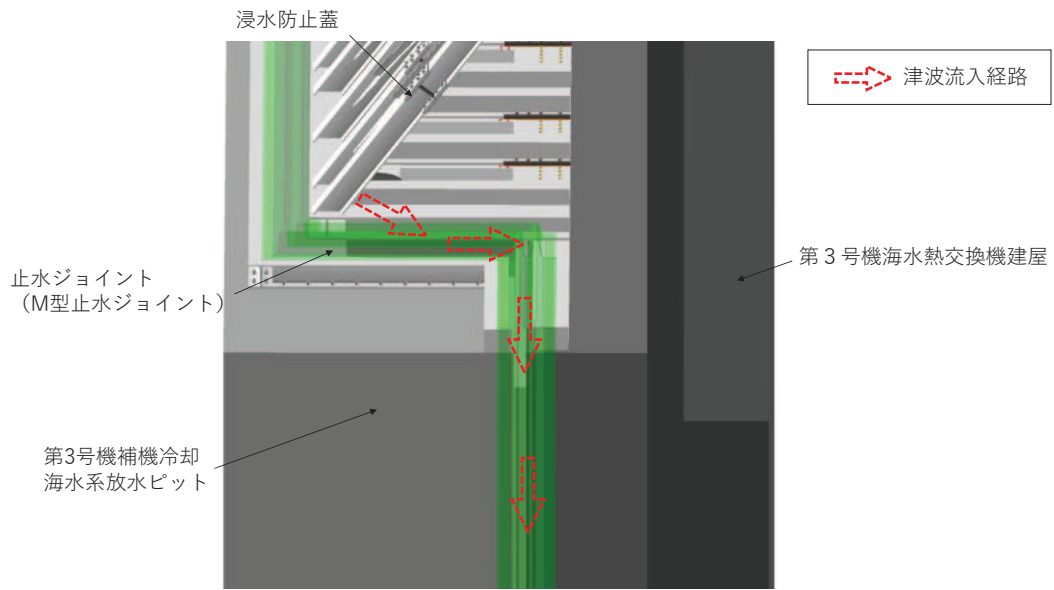 浸水防止蓋
津波流入経路
第３号機海水熱交換機建屋
止水ジョイント
（M型止水ジョイント）
第3号機補機冷却
海水系放水ピット